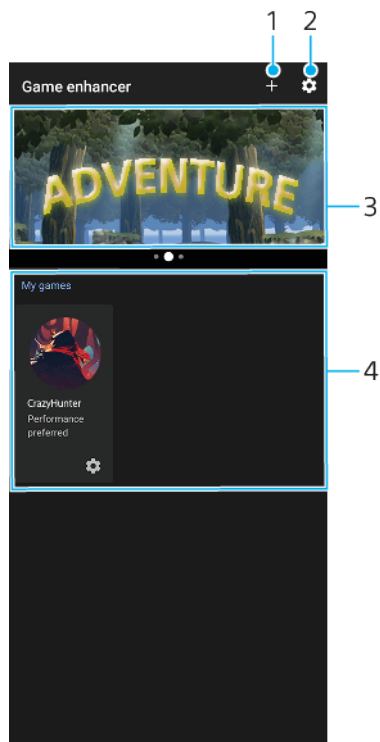 1 2
Game enhancer
ADVENTURE
3
My games
4
CrazyHunter
Performance
preferred